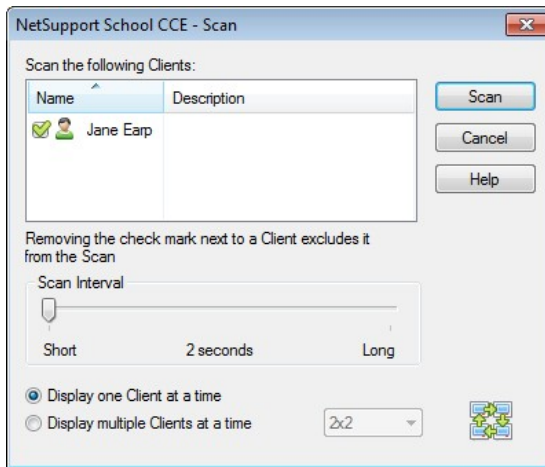 NetSupport School CCE - Scan
Scan the following Clients:
Name Description
Jane Earp
Scan
Cancel
Help
Removing the check mark next to a Client excludes it
from the Scan
Scan Interval
Short 2 seconds Long
Display one Client at a time
Display multiple Clients at a time 2x2